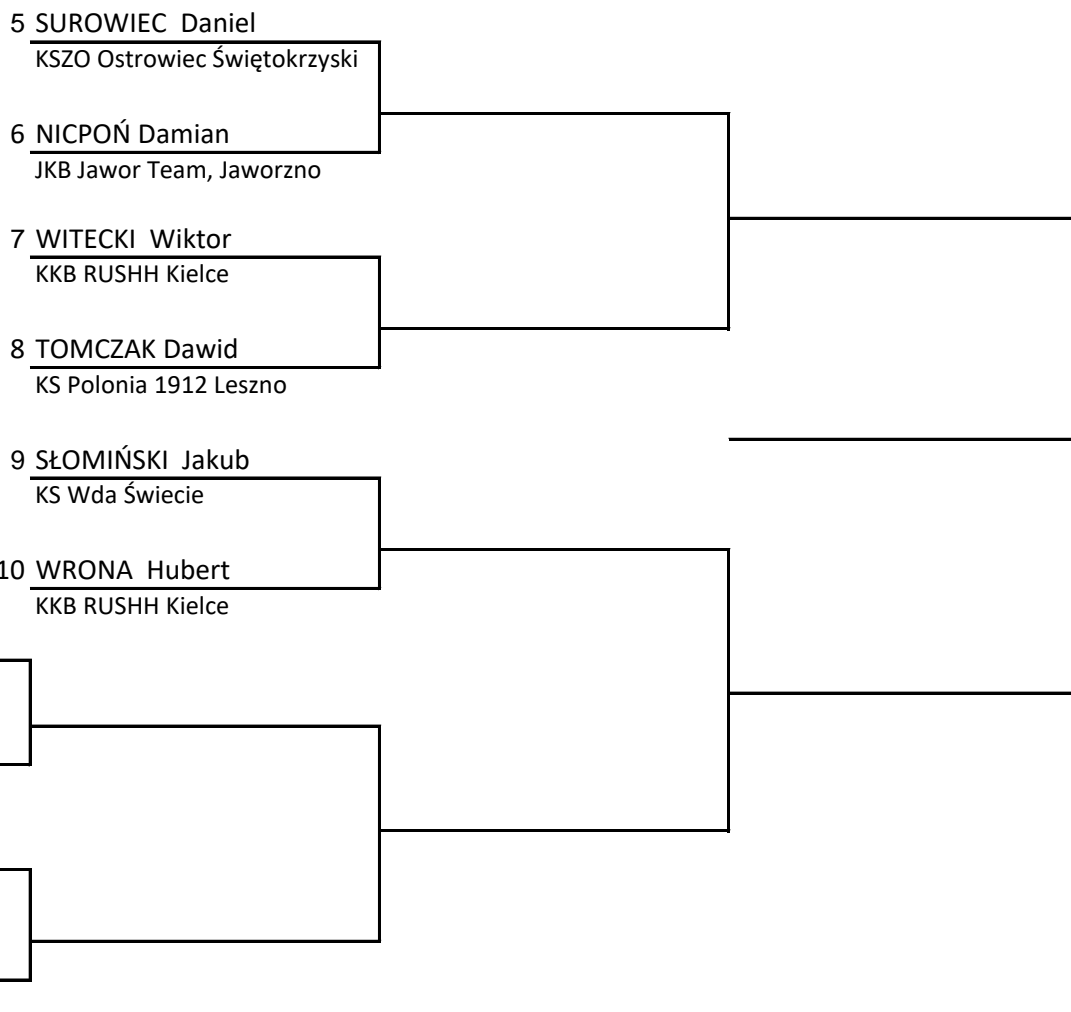 5 SUROWIEC Daniel
KSZO Ostrowiec Świętokrzyski
6 NICPOŃ Damian
JKB Jawor Team, Jaworzno
7 WITECKI Wiktor
KKB RUSHH Kielce
8 TOMCZAK Dawid
KS Polonia 1912 Leszno
9 SŁOMIŃSKI Jakub
KS Wda Świecie
10 WRONA Hubert
KKB RUSHH Kielce